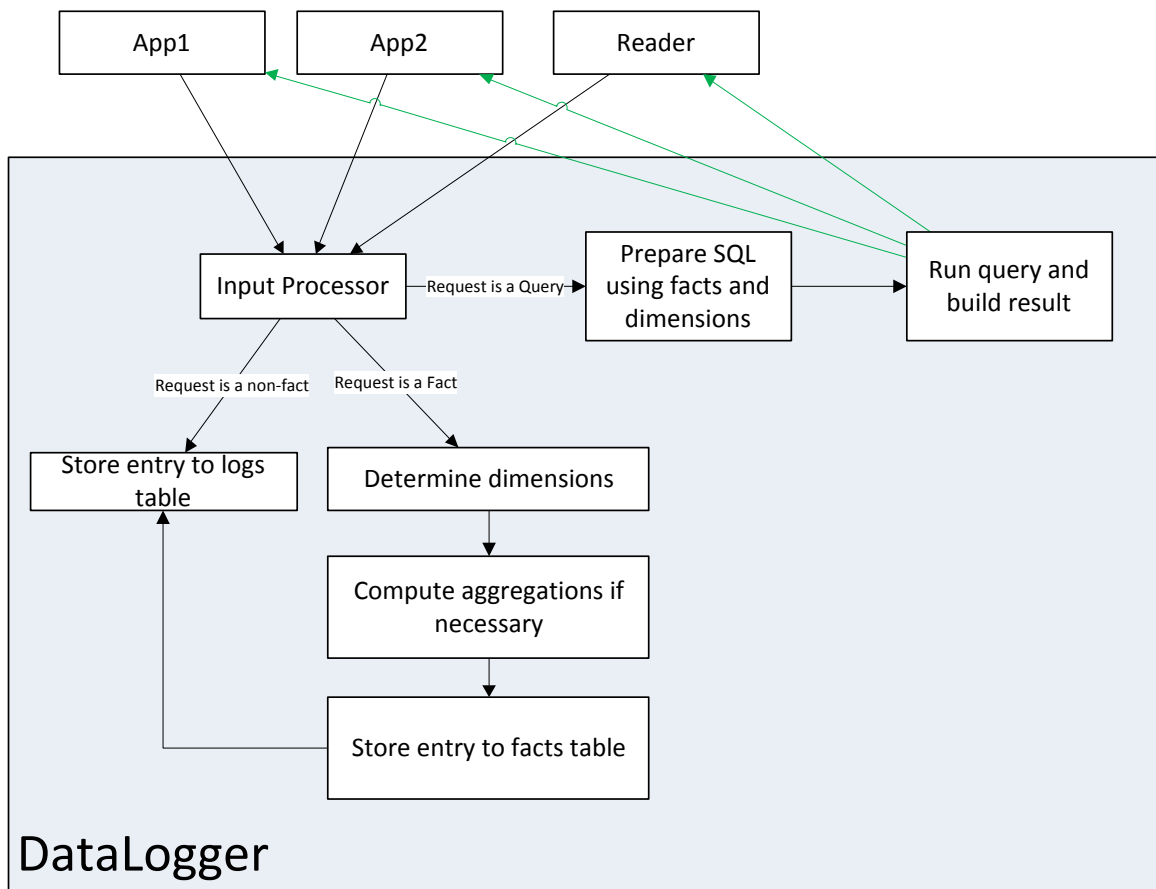 App1
App2
Reader
Input Processor
Request is a Query
Prepare SQL
using facts and
dimensions
Run query and
build result
Request is a non-fact
Request is a Fact
Store entry to logs
table
Determine dimensions
Compute aggregations if
necessary
Store entry to facts table
DataLogger